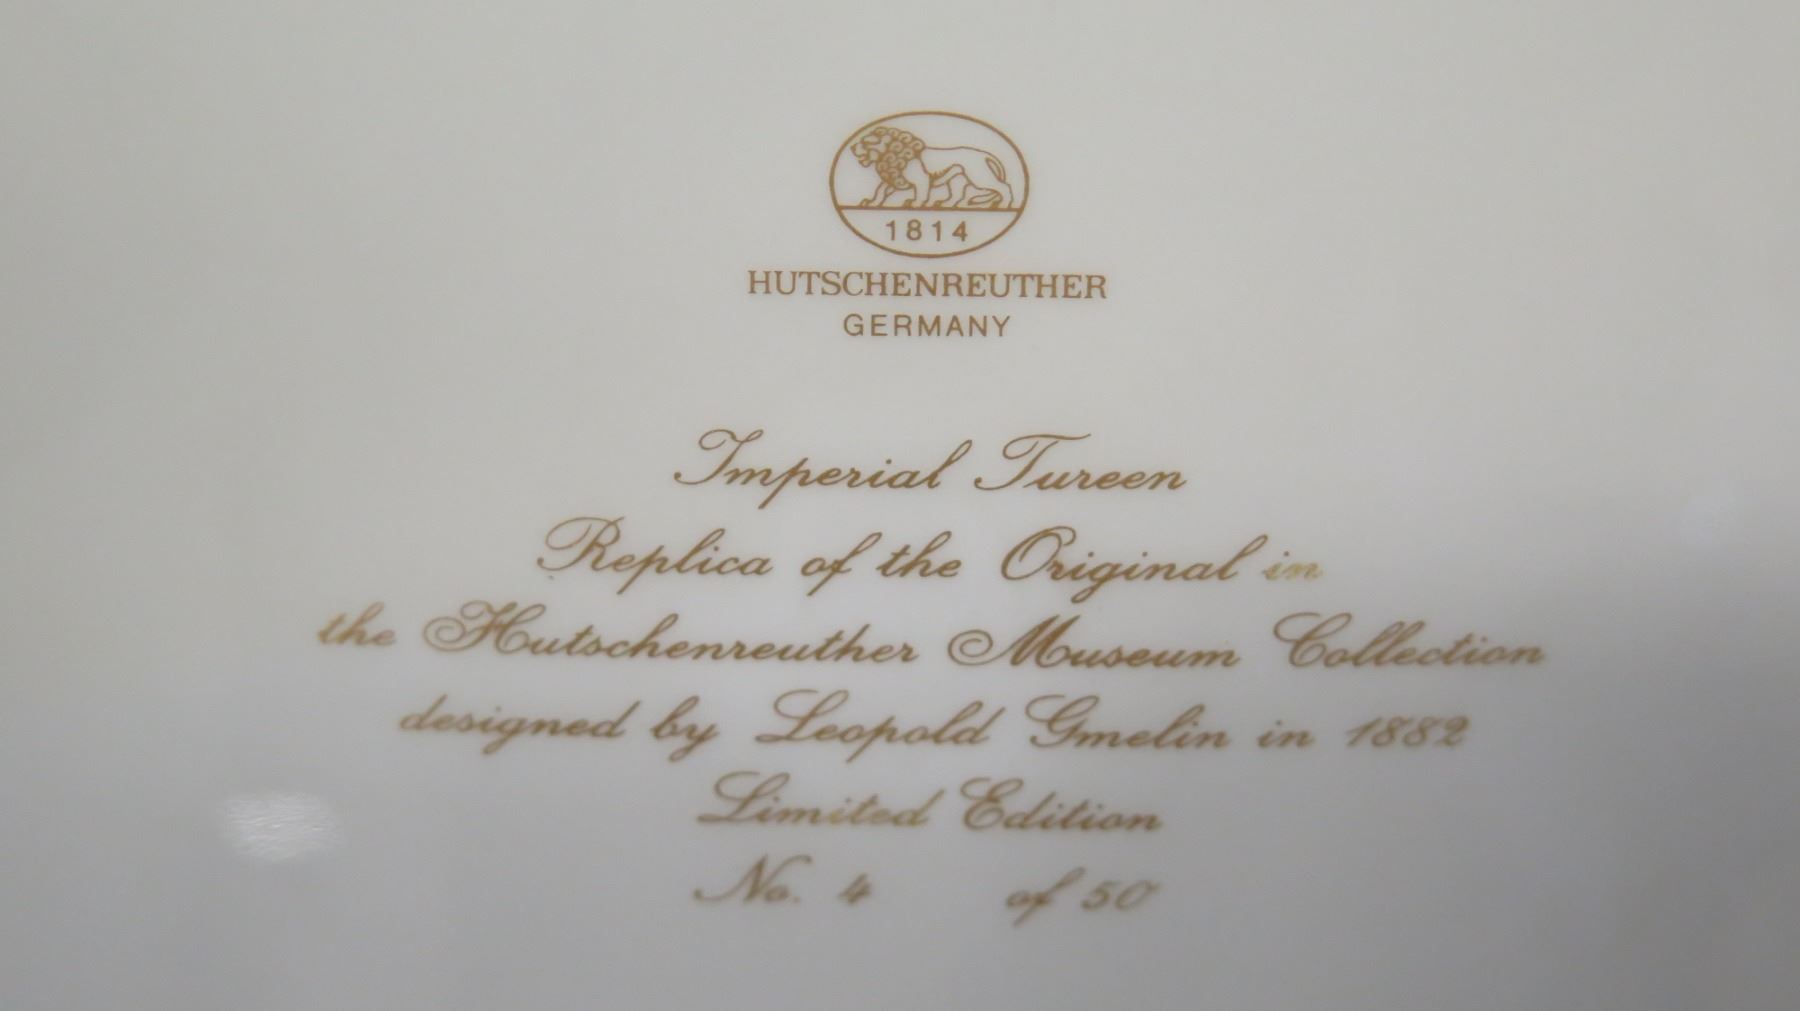 1814
HUTSCHENREUTHER
GERMANY
Imperial Tureen
Replica of the Original in
the Hutschenreuther Museum Collection
designed by Leopold Gmelin in 1882
Limited Edition
No. 4 of 50